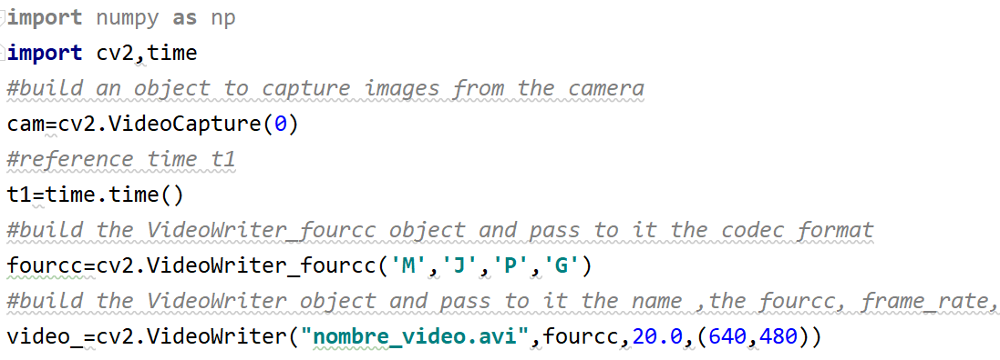 import numpy as np
import cv2,time
#build an object to capture images from the camera
cam=cv2.VideoCapture(0)
#reference time t1
t1=time.time()
#build the VideoWriter_fourcc object and pass to it the codec format
fourcc=cv2.VideoWriter_fourcc('M','J','P','G')
#build the VideoWriter object and pass to it the name ,the fourcc, frame_rate,
video_=cv2.VideoWriter("nombre_video.avi",fourcc,20.0,(640,480))